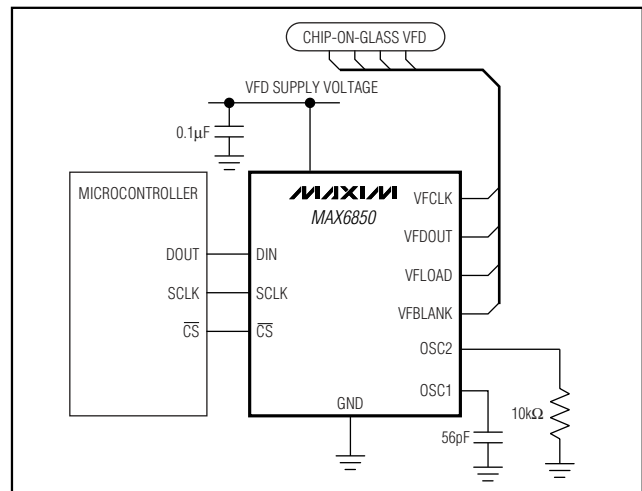 CHIP-ON-GLASS VFD
VFD SUPPLY VOLTAGE
0.1μF
MICROCONTROLLER
MAXIM
MAX6850
VFCLK
VFDOUT
DOUT
DIN
VFLOAD
SCLK
SCLK
VFBLANK
CS
CS
OSC2
OSC1
GND
10kΩ
56pF